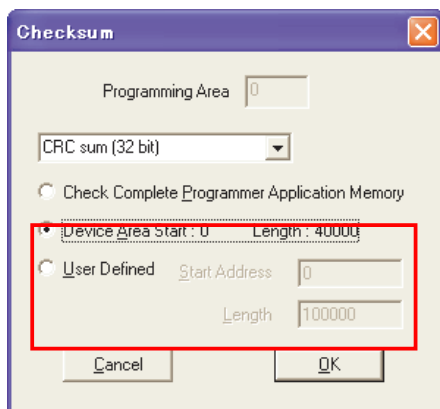 Checksum
Programming Area 0
CRC sum (32 bit)
Check Complete Programmer Application Memory
Device Area Start : 0 Length : 40000
User Defined Start Address 0
Length 100000
Cancel OK